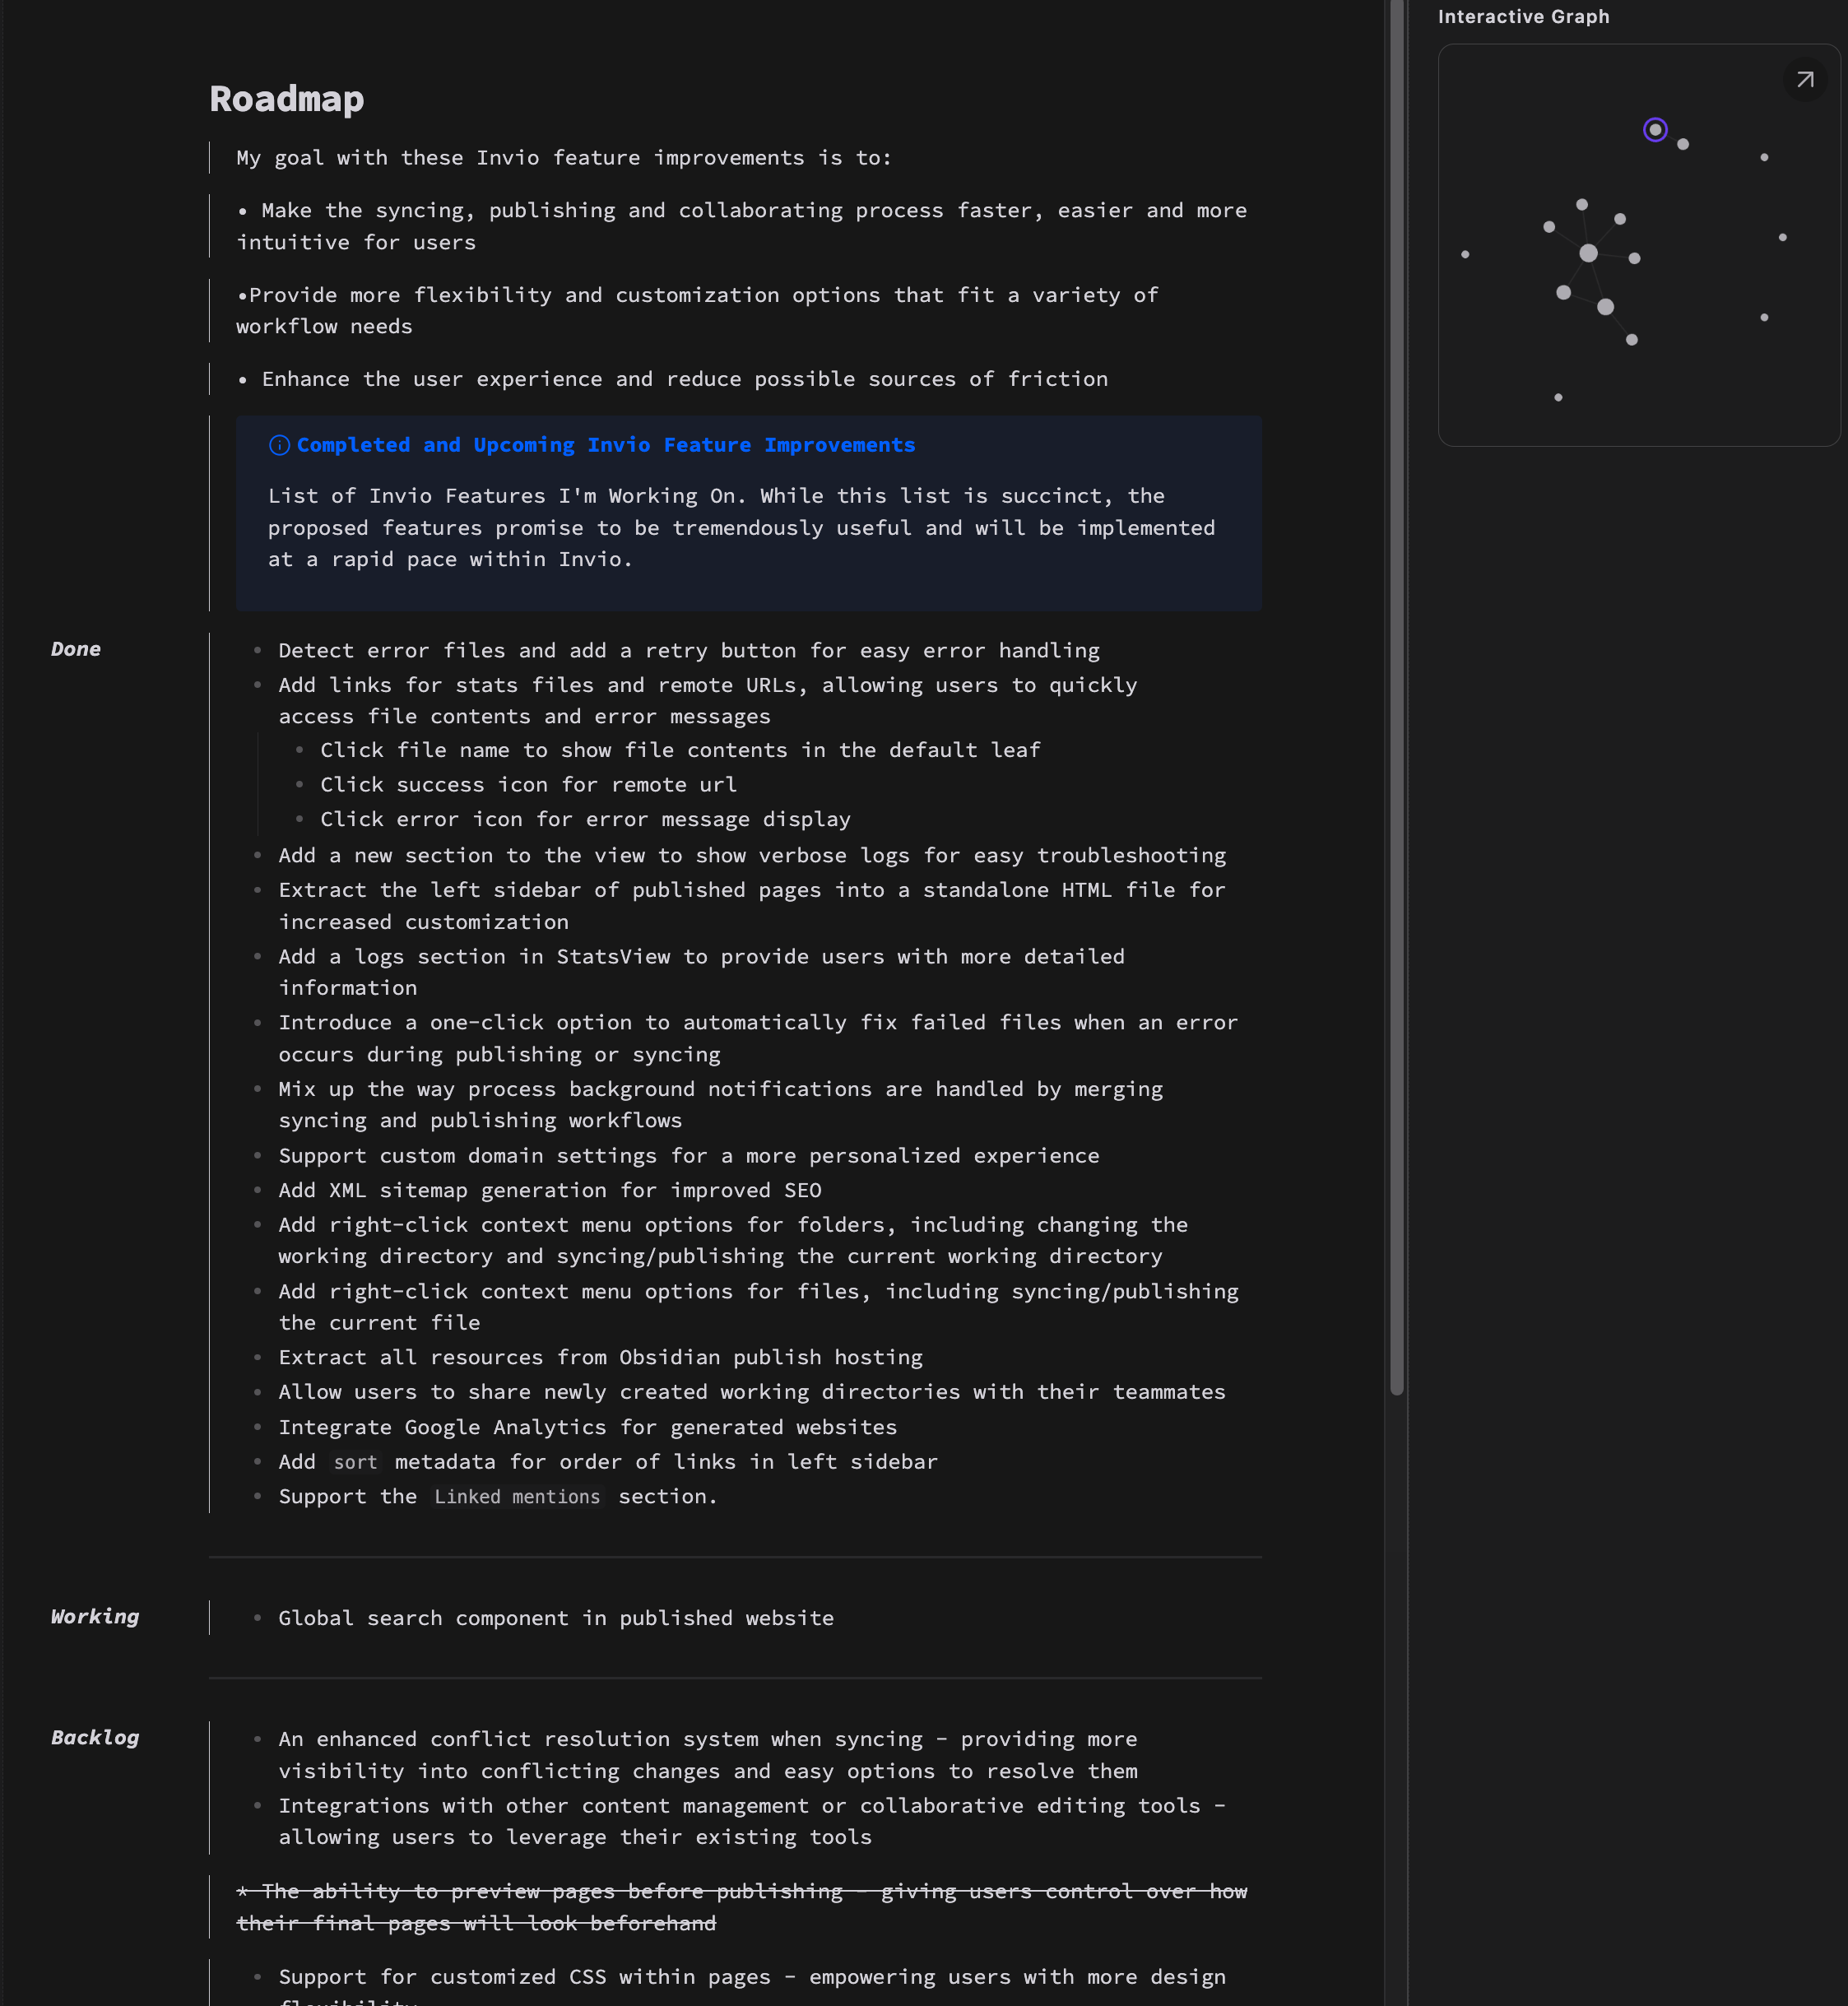 Interactive Graph
Roadmap
My goal with these Invio feature improvements is to:
• Make the syncing, publishing and collaborating process faster, easier and more
intuitive for users
•Provide more flexibility and customization options that fit a variety of
workflow needs
• Enhance the user experience and reduce possible sources of friction
Completed and Upcoming Invio Feature Improvements
List of Invio Features I'm Working On. While this list is succinct, the
proposed features promise to be tremendously useful and will be implemented
at a rapid pace within Invio.
Done
• Detect error files and add a retry button for easy error handling
• Add links for stats files and remote URLs, allowing users to quickly
access file contents and error messages
• Click file name to show file contents in the default leaf
• Click success icon for remote url
• Click error icon for error message display
• Add a new section to the view to show verbose logs for easy troubleshooting
• Extract the left sidebar of published pages into a standalone HTML file for
increased customization
• Add a logs section in StatsView to provide users with more detailed
information
• Introduce a one-click option to automatically fix failed files when an error
occurs during publishing or syncing
• Mix up the way process background notifications are handled by merging
syncing and publishing workflows
• Support custom domain settings for a more personalized experience
• Add XML sitemap generation for improved SEO
• Add right-click context menu options for folders, including changing the
working directory and syncing/publishing the current working directory
• Add right-click context menu options for files, including syncing/publishing
the current file
• Extract all resources from Obsidian publish hosting
• Allow users to share newly created working directories with their teammates
• Integrate Google Analytics for generated websites
• Add sort metadata for order of links in left sidebar
• Support the Linked mentions section.
Working
• Global search component in published website
Backlog
• An enhanced conflict resolution system when syncing - providing more
visibility into conflicting changes and easy options to resolve them
• Integrations with other content management or collaborative editing tools -
allowing users to leverage their existing tools
* The ability to preview pages before publishing - giving users control over how
their final pages will look beforehand
• Support for customized CSS within pages - empowering users with more design